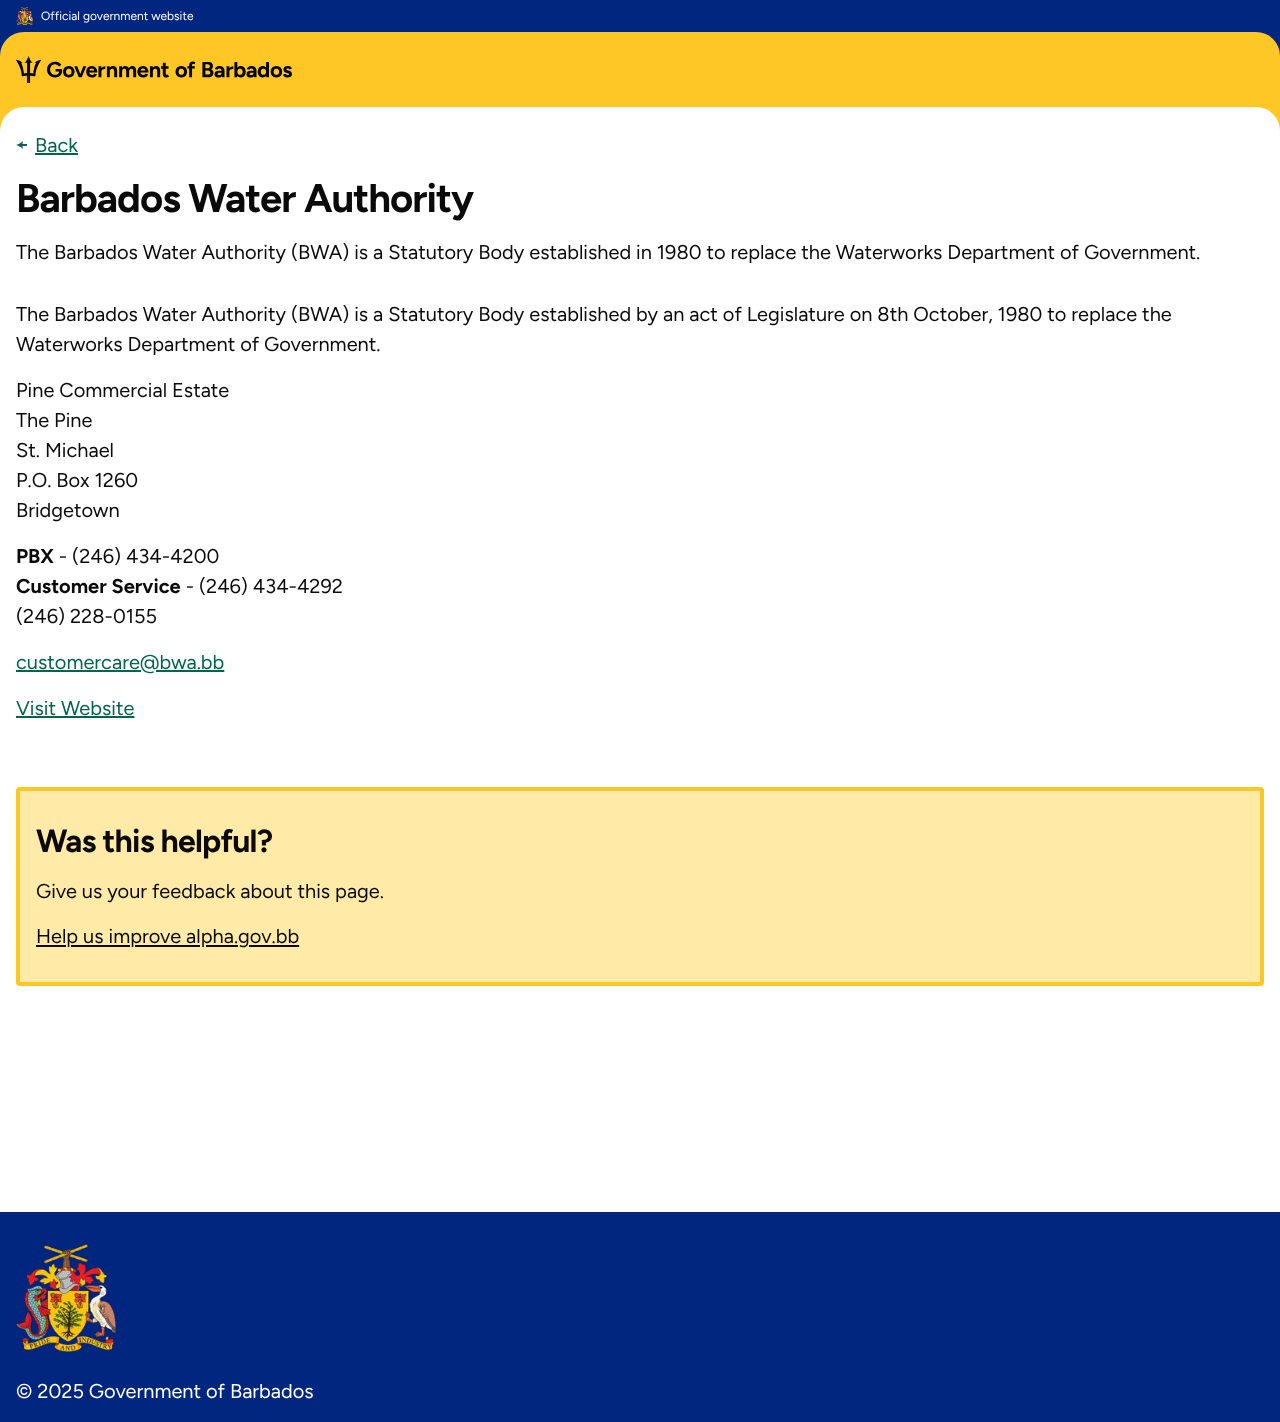 Official government website
Government of Barbados
Back
Barbados Water Authority
The Barbados Water Authority (BWA) is a Statutory Body established in 1980 to replace the Waterworks Department of Government.
The Barbados Water Authority (BWA) is a Statutory Body established by an act of Legislature on 8th October, 1980 to replace the
Waterworks Department of Government.
Pine Commercial Estate
The Pine
St. Michael
P.O. Box 1260
Bridgetown
PBX - (246) 434-4200
Customer Service - (246) 434-4292
(246) 228-0155
customercare@bwa.bb
Visit Website
Was this helpful?
Give us your feedback about this page.
Help us improve alpha.gov.bb
PRIDE AND INDUSTRY
© 2025 Government of Barbados